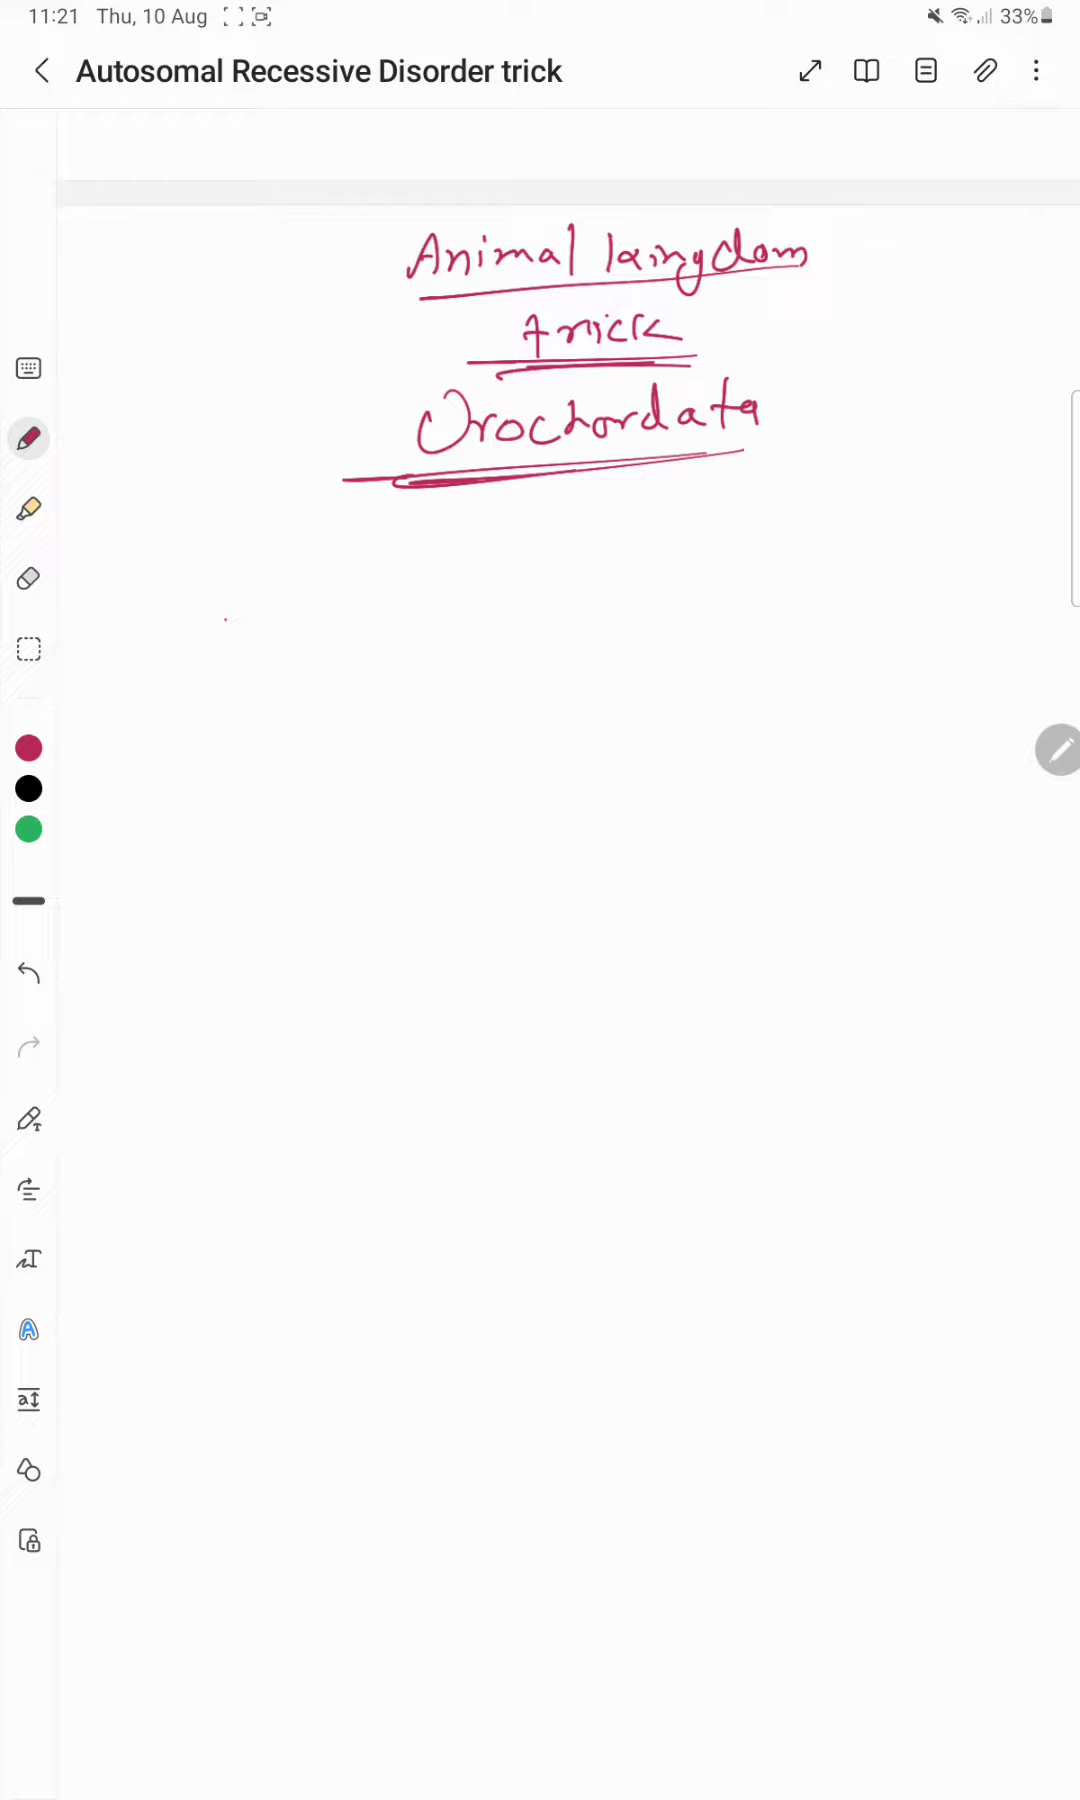 11:21 Thu, 10 Aug 33%
Autosomal Recessive Disorder trick
Animal kingdom
trick
Urochordata